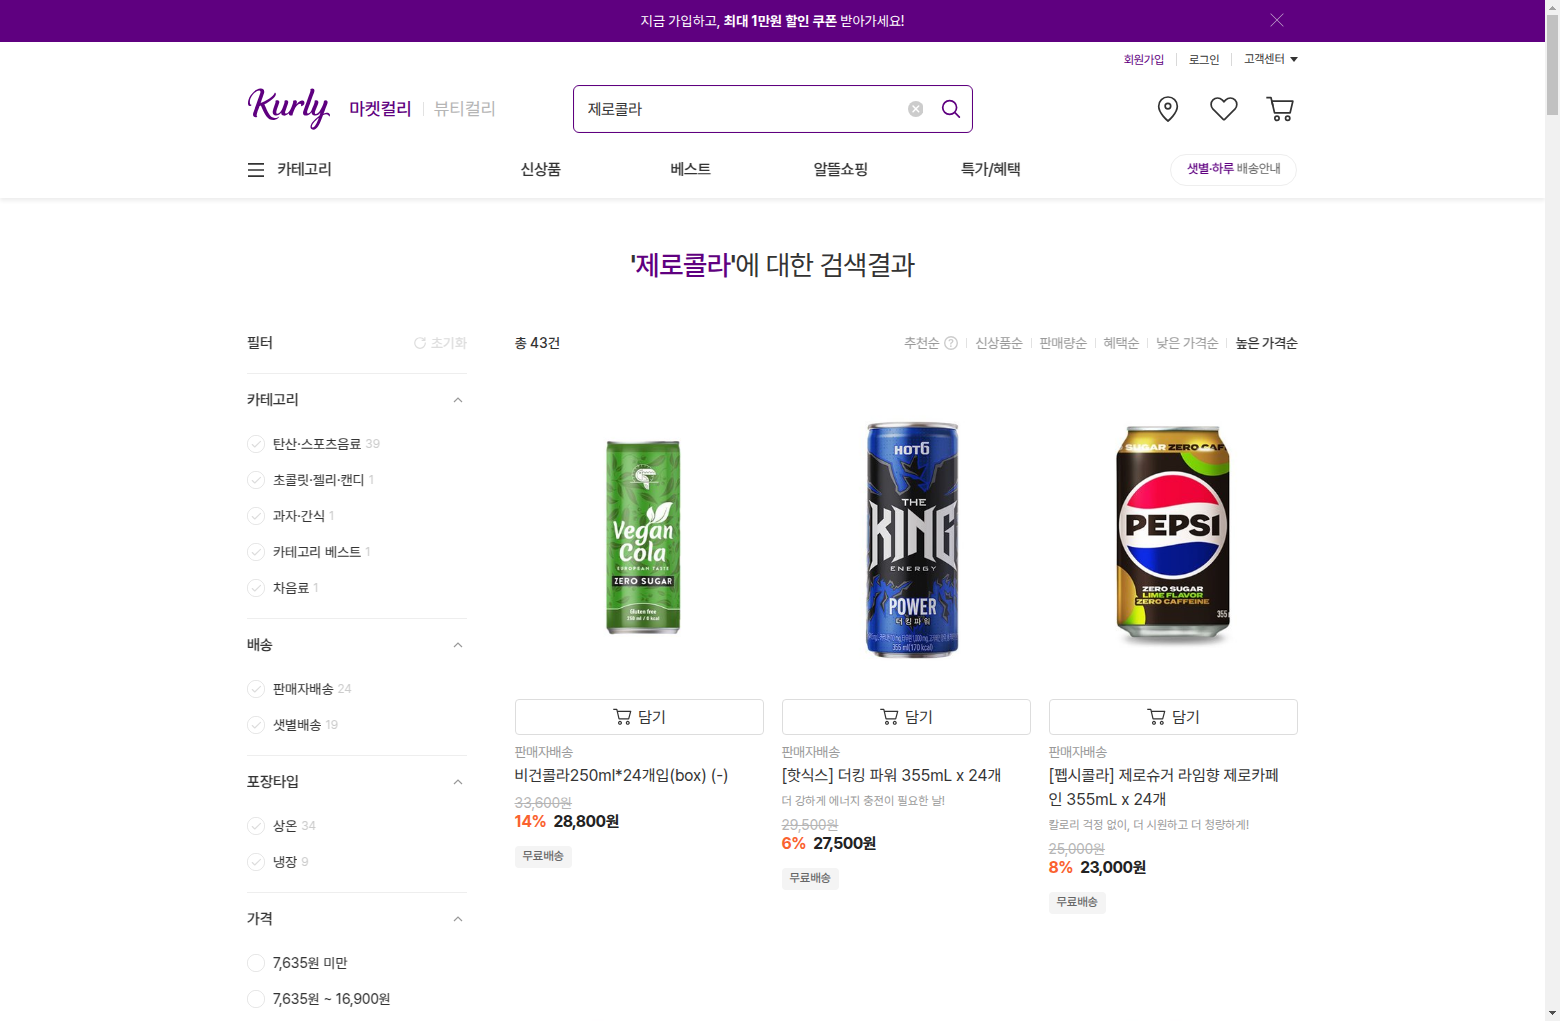 지금 가입하고, 최대 1만원 할인 쿠폰 받아가세요!
회원가입
로그인
고객센터
Kurly
마켓컬리
뷰티컬리
제로콜라
카테고리
신상품
베스트
알뜰쇼핑
특가/혜택
샛별·하루 배송안내
'제로콜라'에 대한 검색결과
필터
초기화
총 43건
추천순
신상품순
판매량순
혜택순
낮은 가격순
높은 가격순
카테고리
탄산·스포츠음료 39
초콜릿·젤리·캔디 1
과자·간식 1
카테고리 베스트 1
차음료 1
배송
판매자배송 24
샛별배송 19
포장타입
상온 34
냉장 9
가격
7,635원 미만
7,635원 ~ 16,900원
Vegan
Cola
EUROPEAN TASTE
ZERO SUGAR
Gluten free
담기
판매자배송
비건콜라250ml*24개입(box) (-)
33,600원
14% 28,800원
무료배송
HOT6
THE
KING
ENERGY
POWER
더킹파워
355 ml(170 kcal)
담기
판매자배송
[핫식스] 더킹 파워 355mL x 24개
더 강하게 에너지 충전이 필요한 날!
29,500원
6% 27,500원
무료배송
SUGAR ZERO CAF
PEPSI
ZERO SUGAR
LIME FLAVOR
ZERO CAFFEINE
담기
판매자배송
[펩시콜라] 제로슈거 라임향 제로카페
인 355mL x 24개
칼로리 걱정 없이, 더 시원하고 더 청량하게!
25,000원
8% 23,000원
무료배송